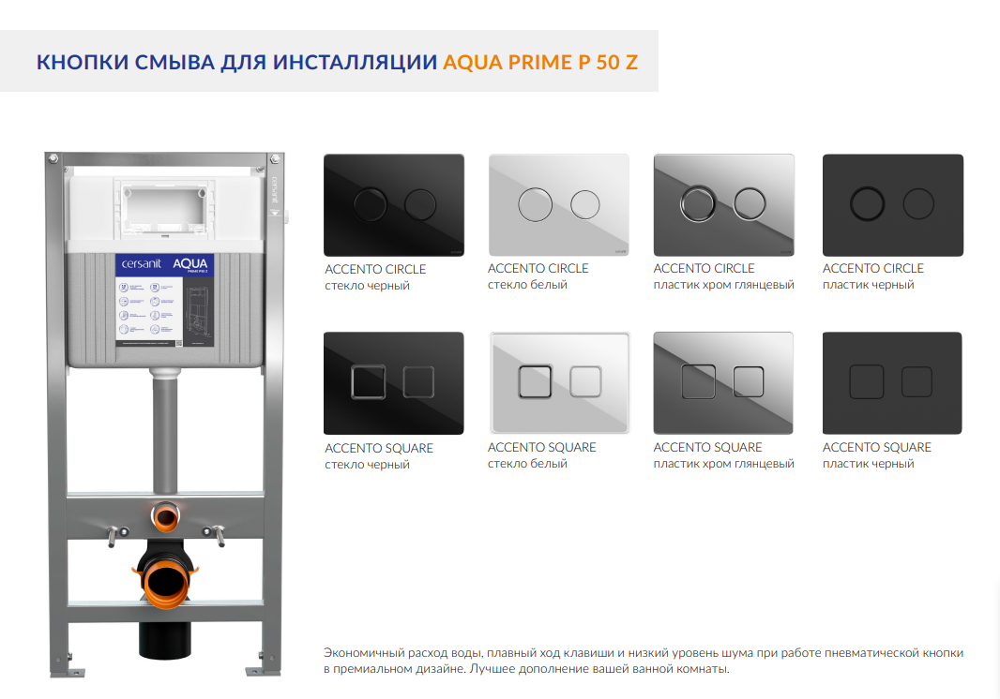 КНОПКИ СМЫВА ДЛЯ ИНСТАЛЛЯЦИИ AQUA PRIME P 50 Z
cersanit
cersanit AQUA
PRIME P50 Z
ACCENTO CIRCLE
стекло черный
ACCENTO CIRCLE
стекло белый
ACCENTO CIRCLE
пластик хром глянцевый
ACCENTO CIRCLE
пластик черный
ACCENTO SQUARE
стекло черный
ACCENTO SQUARE
стекло белый
ACCENTO SQUARE
пластик хром глянцевый
ACCENTO SQUARE
пластик черный
Экономичный расход воды, плавный ход клавиши и низкий уровень шума при работе пневматической кнопки
в премиальном дизайне. Лучшее дополнение вашей ванной комнаты.